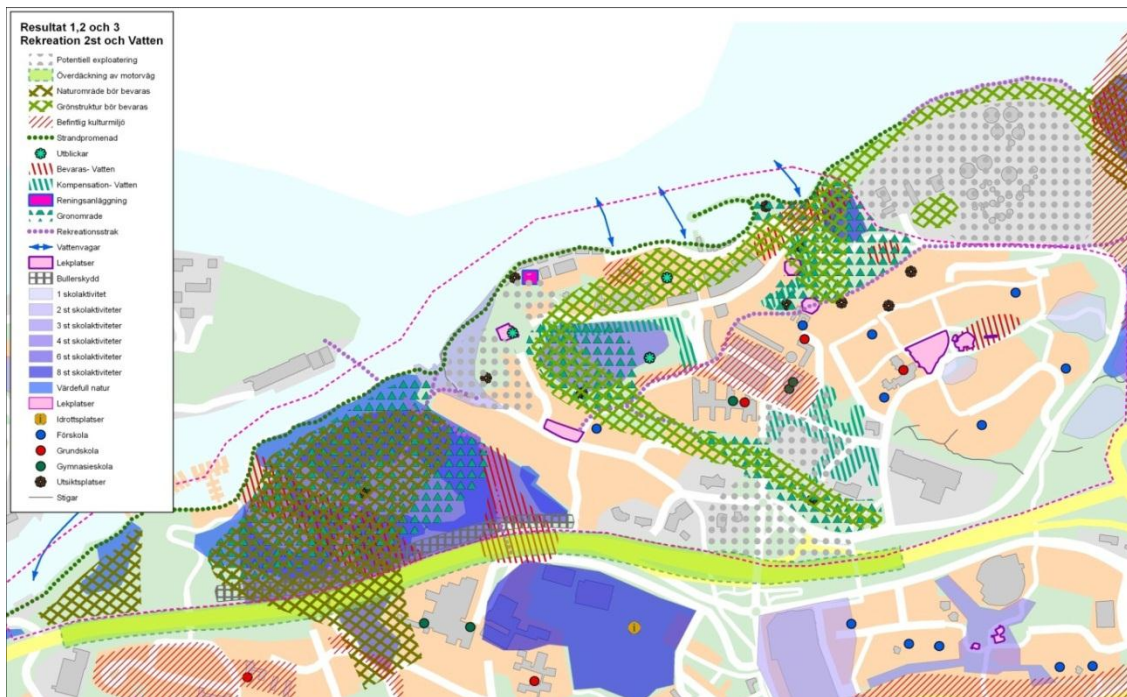 Resultat 1,2 och 3
Rekreation 2st och Vatten
Potentiell exploatering
Överdäckning av motorväg
Naturområde bör bevaras
Grönstruktur bör bevaras
Befintlig kulturmiljö
Strandpromenad
Utblickar
Bevaras- Vatten
Kompensation- Vatten
Reningsanläggning
Gronomrade
Rekreationsstrak
Vattenvagar
Lekplatser
Bullerskydd
1 skolaktivitet
2 st skolaktiviteter
3 st skolaktiviteter
4 st skolaktiviteter
6 st skolaktiviteter
8 st skolaktiviteter
Värdefull natur
Lekplatser
Idrottsplatser
Förskola
Grundskola
Gymnasieskola
Utsiktsplatser
Stigar